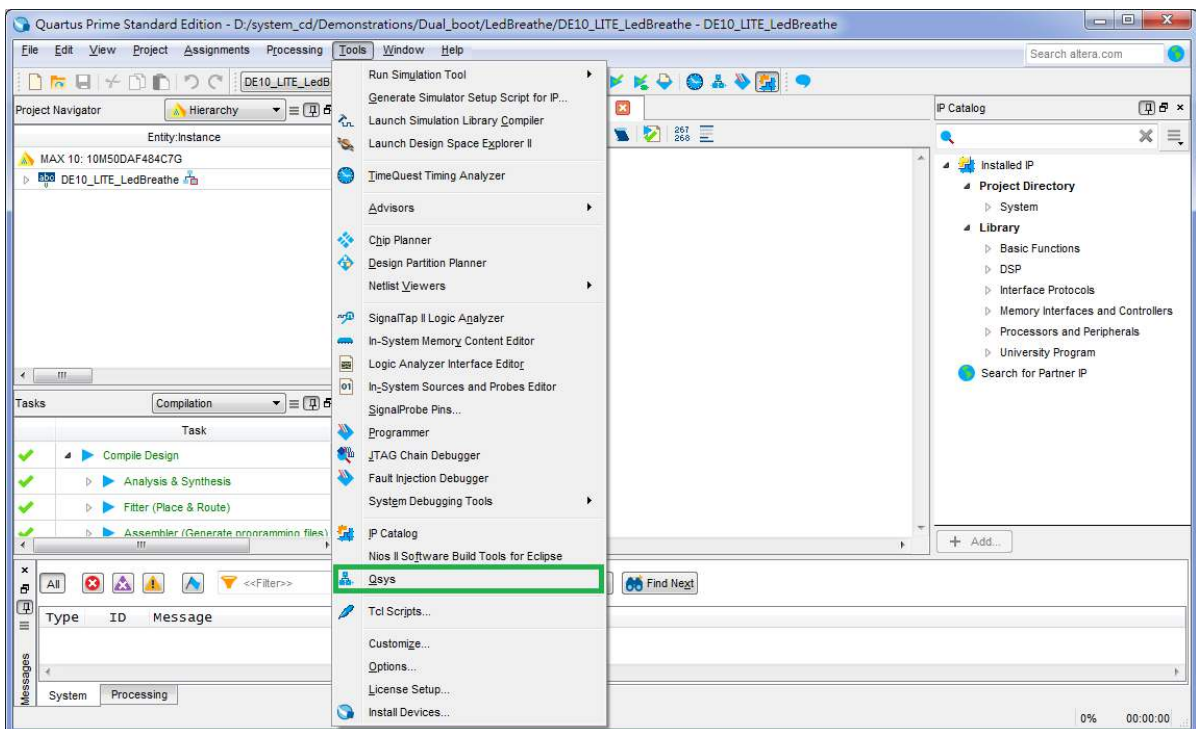 Quartus Prime Standard Edition - D:/system_cd/Demonstrations/Dual_boot/LedBreathe/DE10_LITE_LedBreathe - DE10_LITE_LedBreathe
File Edit View Project Assignments Processing Tools Window Help
Search altera.com
DE10_LITE_LedB
267
268
Project Navigator
Hierarchy
Entity:Instance
MAX 10: 10M50DAF484C7G
abc
DE10_LITE_LedBreathe
Tasks
Compilation
Task
Compile Design
Analysis & Synthesis
Fitter (Place & Route)
Assembler (Generate programming files)
Run Simulation Tool
Generate Simulator Setup Script for IP...
Launch Simulation Library Compiler
Launch Design Space Explorer II
TimeQuest Timing Analyzer
Advisors
Chip Planner
Design Partition Planner
Netlist Viewers
SignalTap II Logic Analyzer
In-System Memory Content Editor
Logic Analyzer Interface Editor
01
In-System Sources and Probes Editor
SignalProbe Pins...
Programmer
JTAG Chain Debugger
Fault Injection Debugger
System Debugging Tools
IP Catalog
Nios II Software Build Tools for Eclipse
Qsys
Tcl Scripts...
Customize...
Options...
License Setup...
Install Devices...
IP Catalog
Installed IP
Project Directory
System
Library
Basic Functions
DSP
Interface Protocols
Memory Interfaces and Controllers
Processors and Peripherals
University Program
Search for Partner IP
+ Add...
All
<<Filter>>
Find Next
Type ID Message
Messages
System Processing
0% 00:00:00